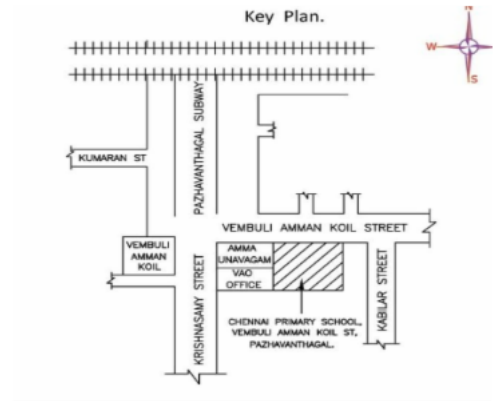 Key Plan.
N
W
S
PAZHAVANTHAGAL SUBWAY
KUMARAN ST
VEMBULI AMMAN KOIL STREET
VEMBULI
AMMAN
KOIL
AMMA
UNAVAGAM
VAO
OFFICE
KRISHNASAMY STREET
KABILAR STREET
CHENNAI PRIMARY SCHOOL,
VEMBULI AMMAN KOIL ST,
PAZHAVANTHAGAL.